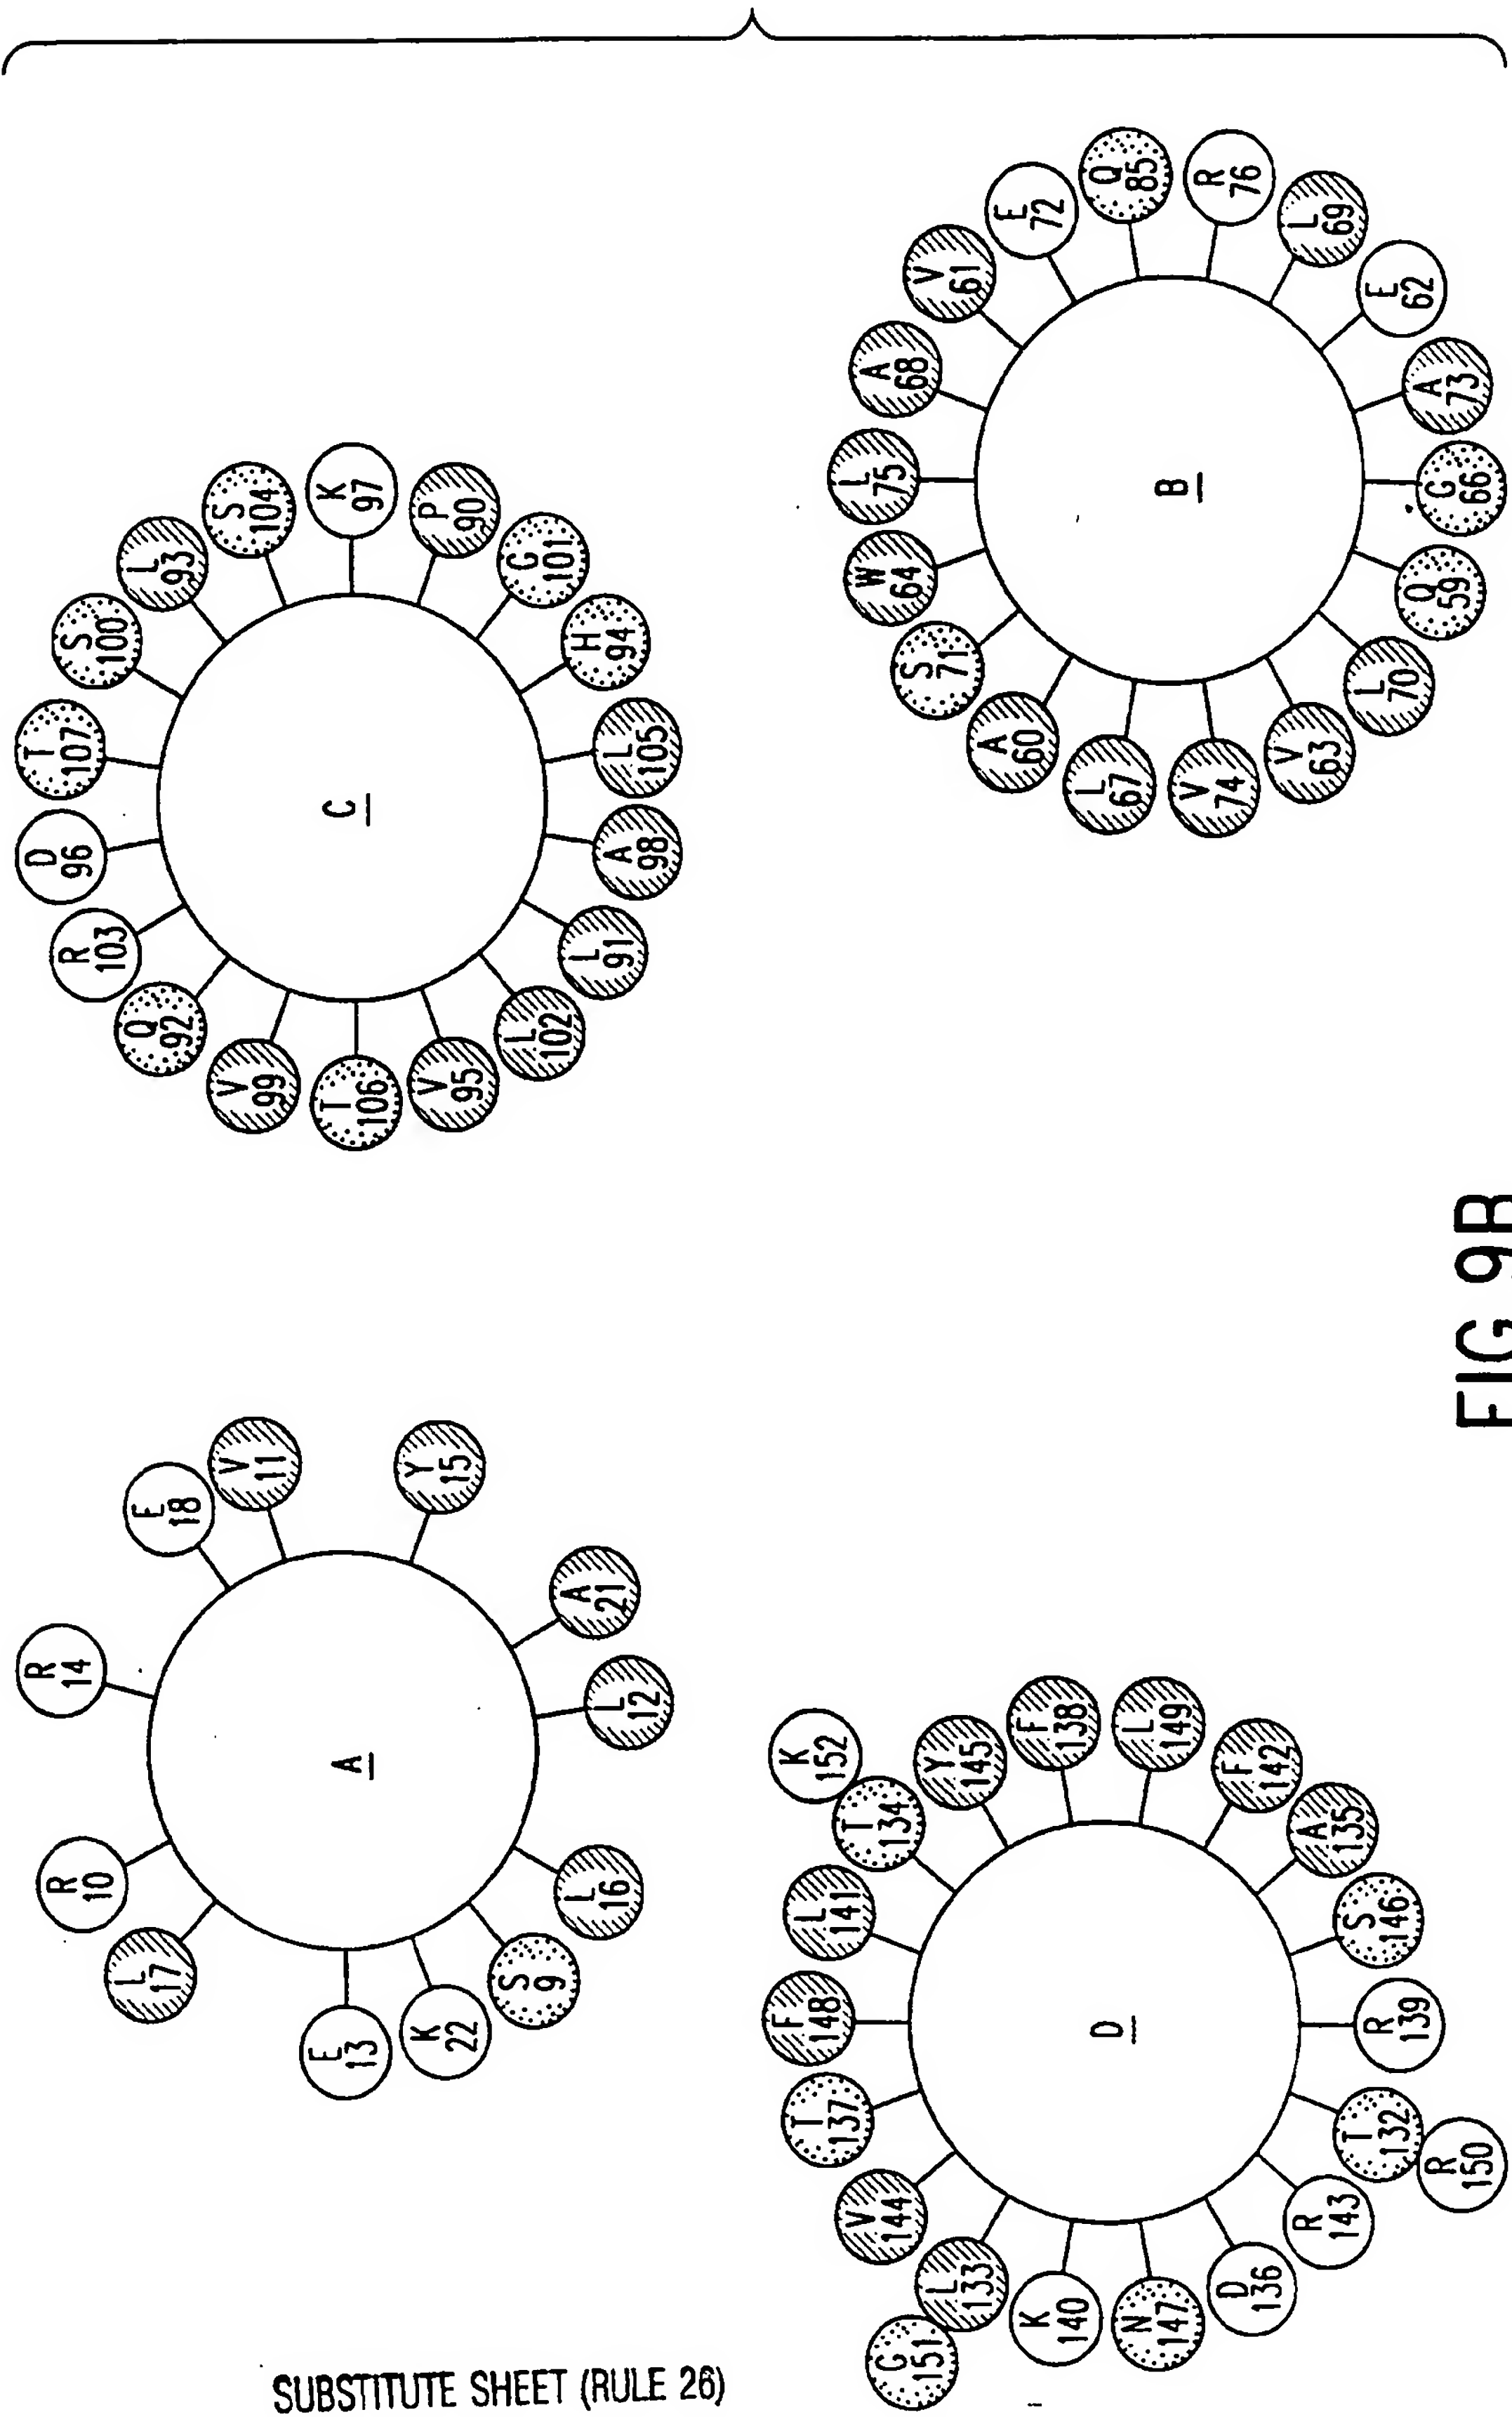 A
R
14
E
18
V
11
Y
15
A
21
L
12
L
16
S
9
K
22
E
13
L
17
R
10
C
T
107
S
100
L
93
S
104
K
97
P
90
G
101
H
94
L
105
A
98
L
91
L
102
V
95
T
106
V
99
Q
92
R
103
D
96
D
F
148
L
141
T
134
K
152
Y
145
F
138
L
149
F
142
A
135
S
146
R
139
T
132
R
150
R
143
D
136
N
147
K
140
L
133
G
151
V
144
T
137
B
L
75
A
68
V
61
E
72
Q
85
R
76
L
69
E
62
A
73
G
66
Q
59
L
70
V
63
V
74
L
67
A
60
S
71
W
64
FIG 9B
SUBSTITUTE SHEET (RULE 26)